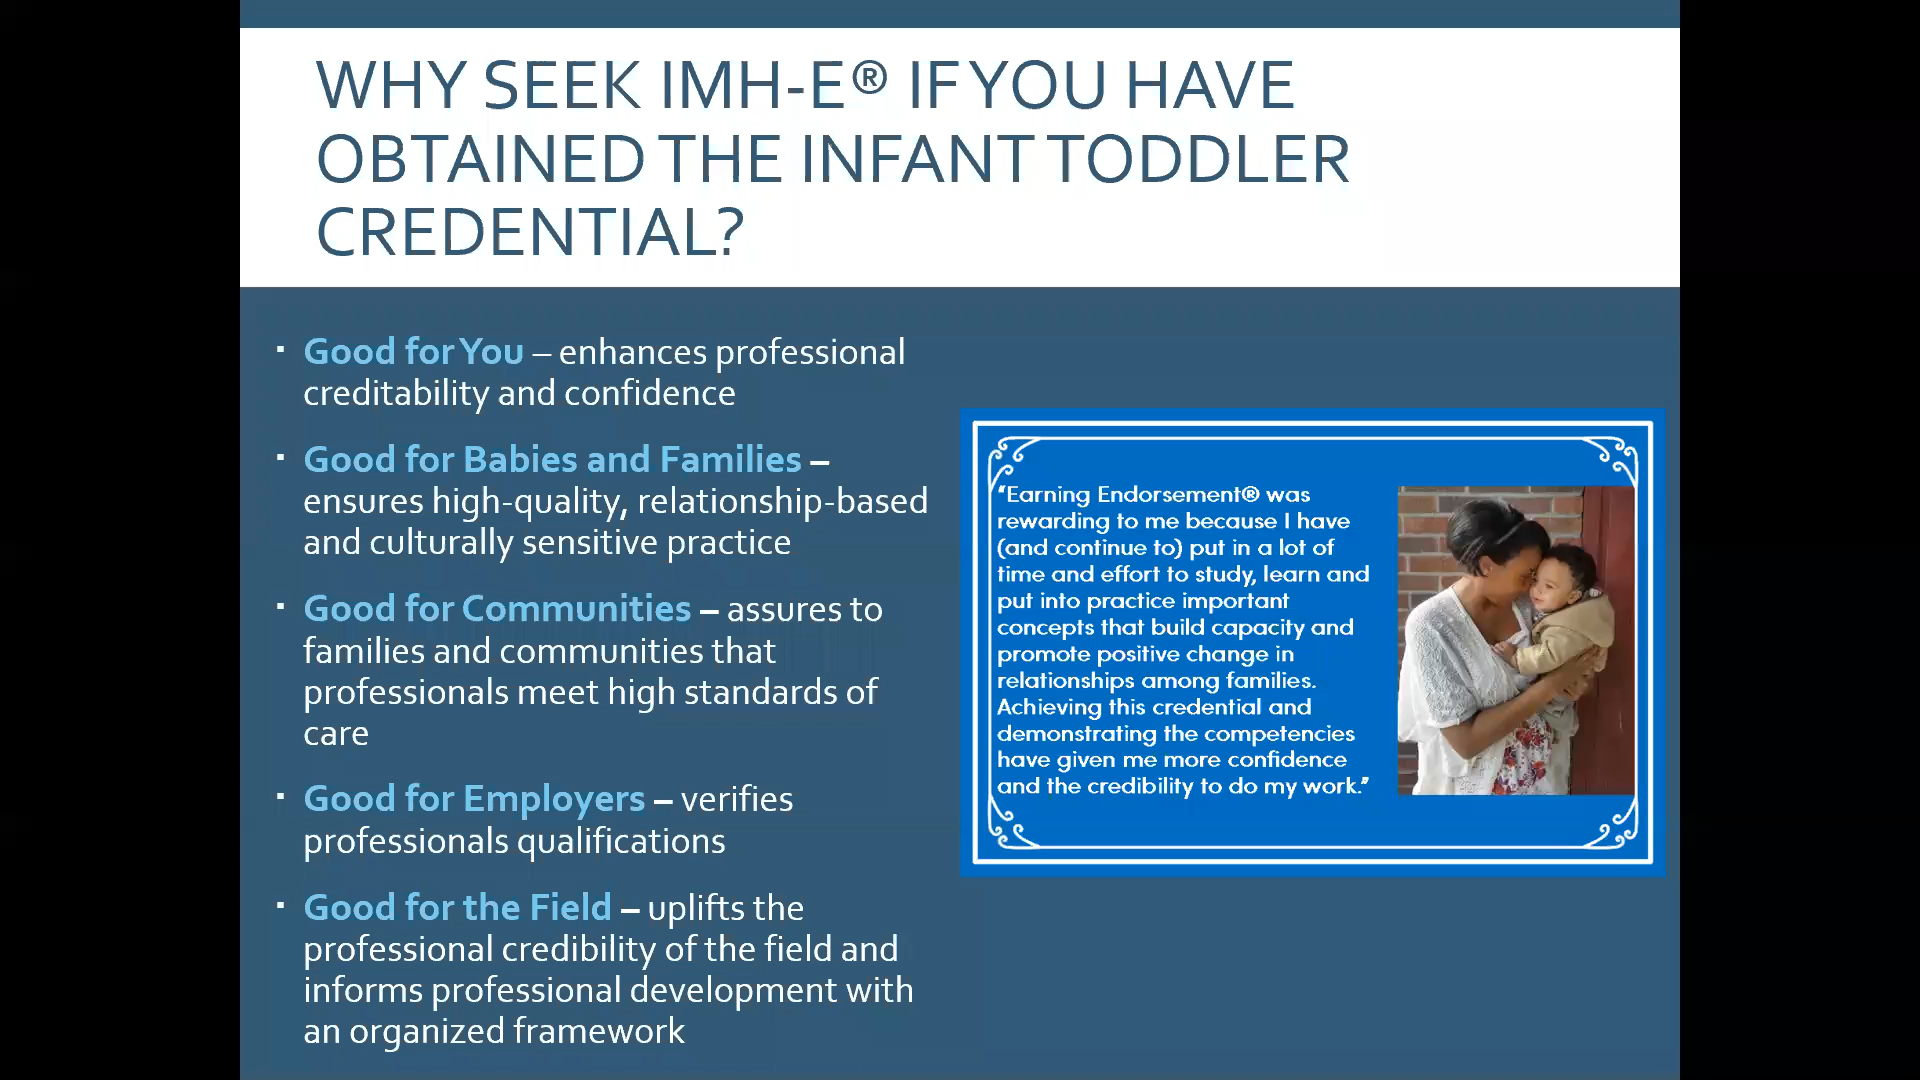 WHY SEEK IMH-E® IF YOU HAVE
OBTAINED THE INFANT TODDLER
CREDENTIAL?
▪ Good for You – enhances professional
creditability and confidence
▪ Good for Babies and Families –
ensures high-quality, relationship-based
and culturally sensitive practice
▪ Good for Communities – assures to
families and communities that
professionals meet high standards of
care
▪ Good for Employers – verifies
professionals qualifications
▪ Good for the Field – uplifts the
professional credibility of the field and
informs professional development with
an organized framework
“Earning Endorsement® was
rewarding to me because I have
(and continue to) put in a lot of
time and effort to study, learn and
put into practice important
concepts that build capacity and
promote positive change in
relationships among families.
Achieving this credential and
demonstrating the competencies
have given me more confidence
and the credibility to do my work.”